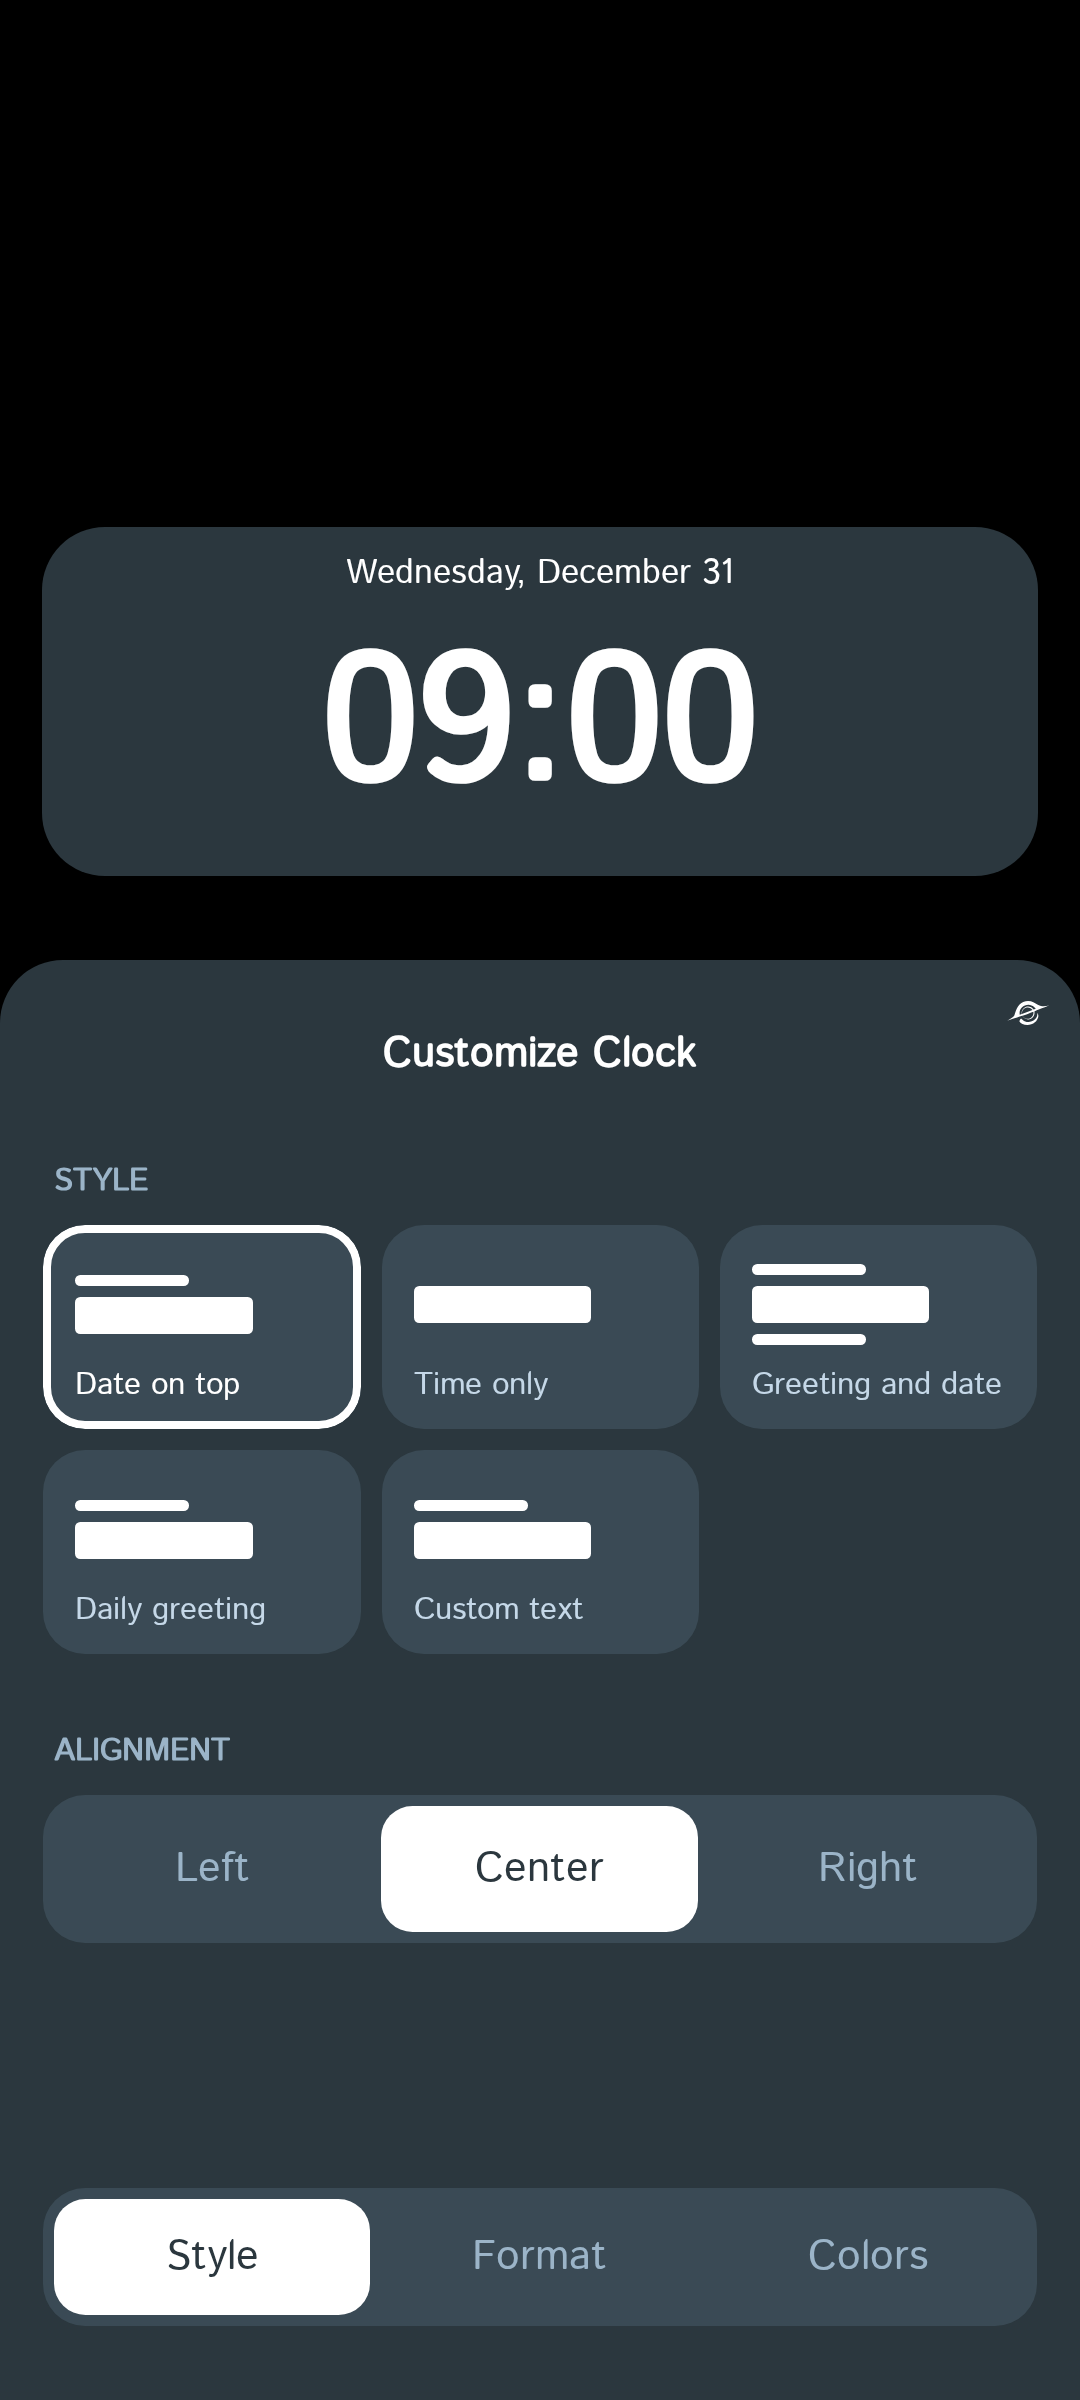 Wednesday, December 31
09:00
Customize Clock
STYLE
Date on top
Time only
Greeting and date
Daily greeting
Custom text
ALIGNMENT
Left
Center
Right
Style
Format
Colors